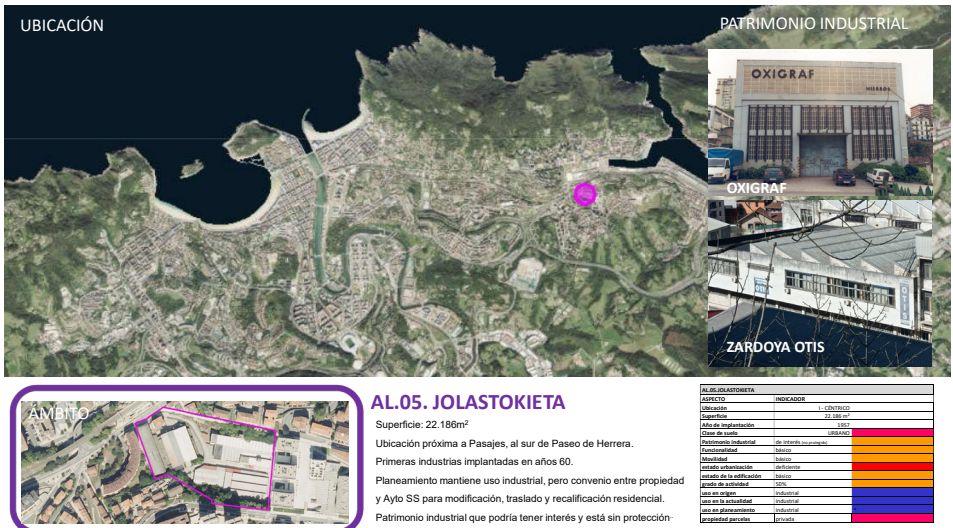 UBICACIÓN
PATRIMONIO INDUSTRIAL
OXIGRAF
HIERROS
OXIGRAF
OTIS
ZARDOYA OTIS
ÁMBITO
AL.05. JOLASTOKIETA
Superficie: 22.186m²
Ubicación próxima a Pasajes, al sur de Paseo de Herrera.
Primeras industrias implantadas en años 60.
Planeamiento mantiene uso industrial, pero convenio entre propiedad
y Ayto SS para modificación, traslado y recalificación residencial.
Patrimonio industrial que podría tener interés y está sin protección
AL.05.JOLASTOKIETA
ASPECTO INDICADOR
Ubicación I - CÉNTRICO
Superficie 22.186 m²
Año de implantación 1957
Clase de suelo URBANO
Patrimonio industrial de interés (no protegido)
Funcionalidad básico
Movilidad básico
estado urbanización deficiente
estado de la edificación básico
grado de actividad 50%
uso en origen industrial
uso en la actualidad industrial
uso en planeamiento industrial
propiedad parcelas privada